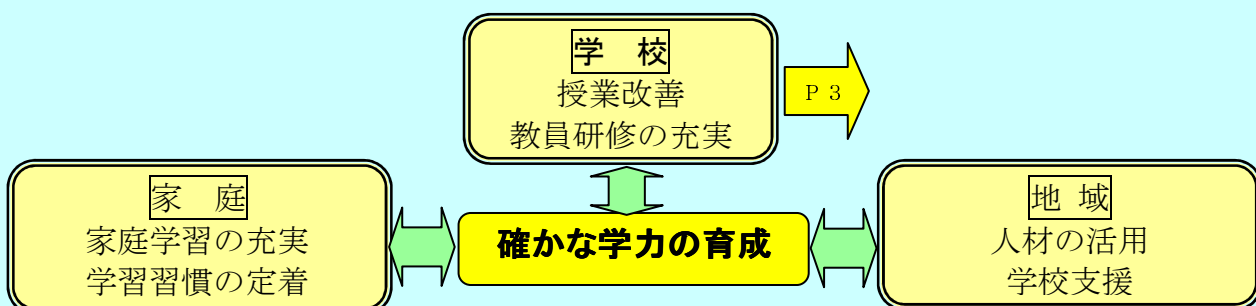 学　校
授業改善
教員研修の充実
Ｐ３
家　庭
家庭学習の充実
学習習慣の定着
確かな学力の育成
地 域
人材の活用
学校支援